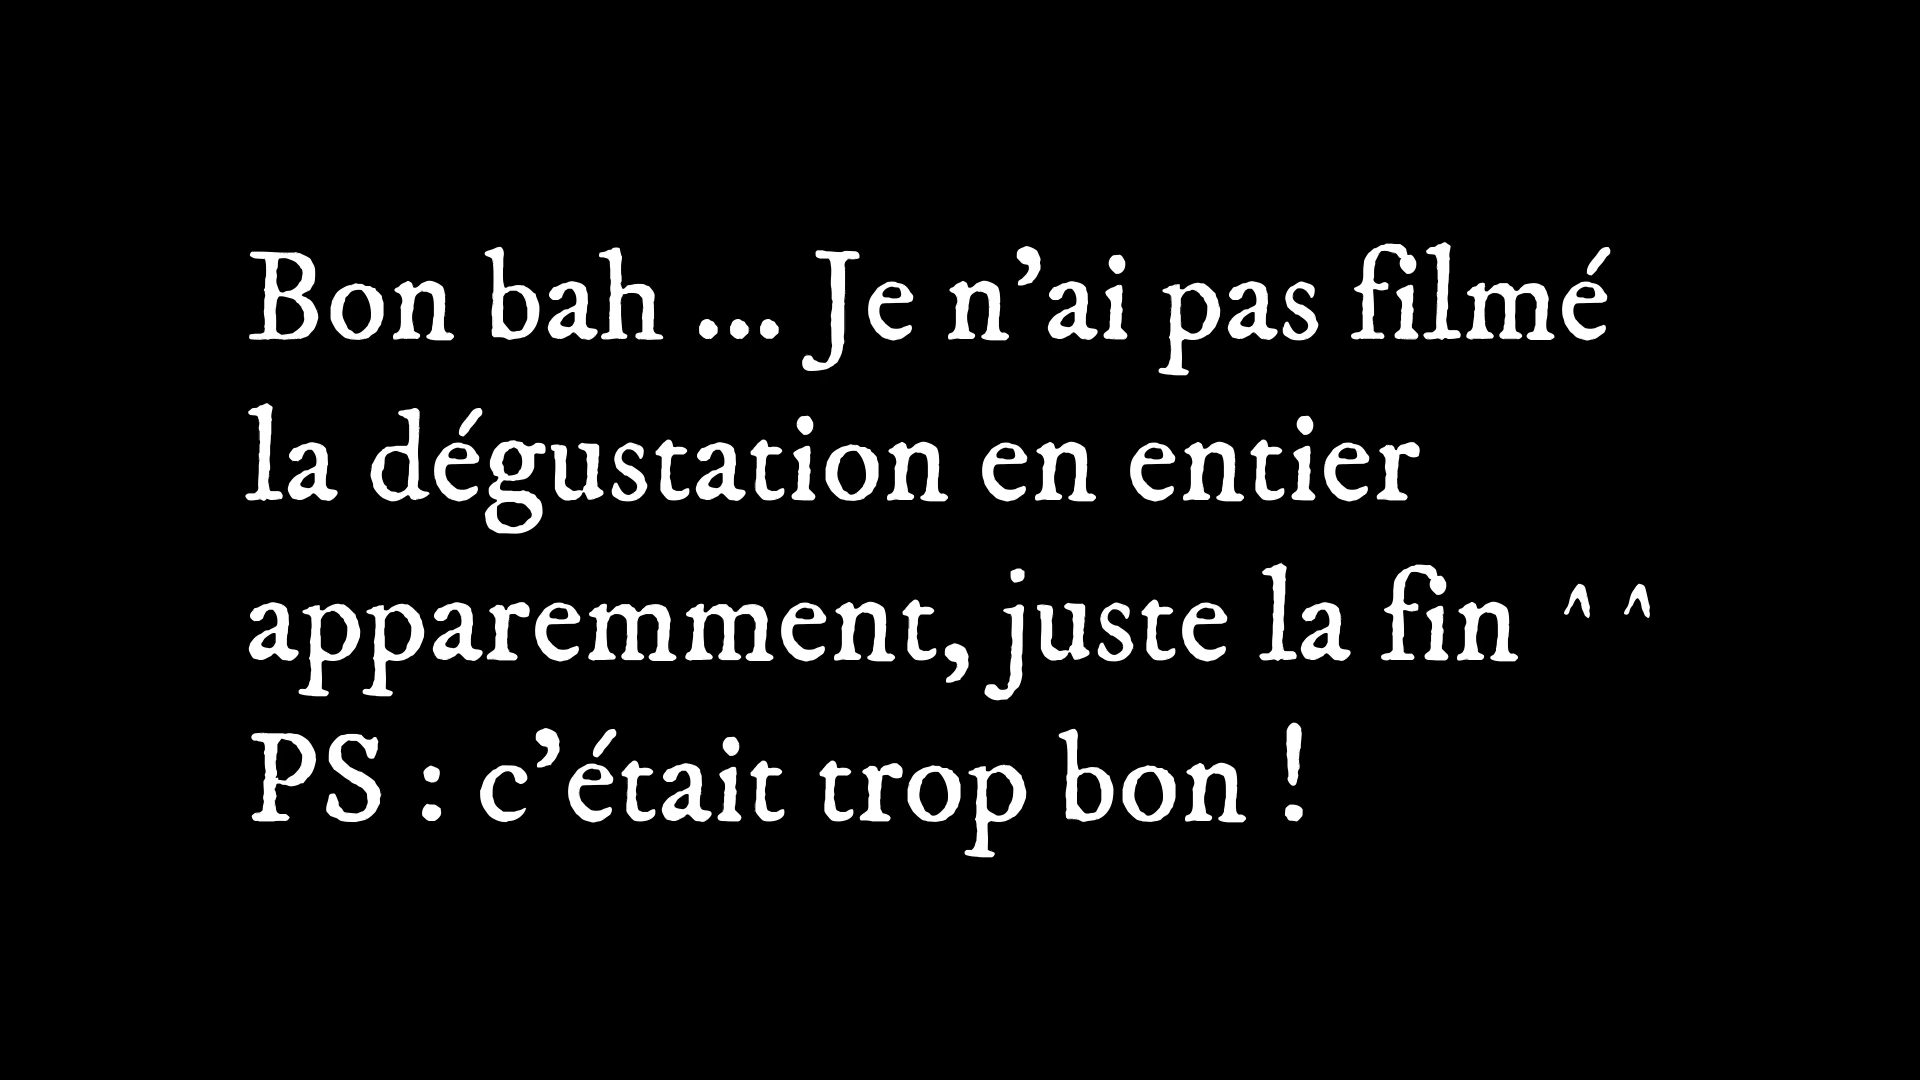 Bon bah ... Je n’ai pas filmé
la dégustation en entier
apparemment, juste la fin ^^
PS : c’était trop bon !